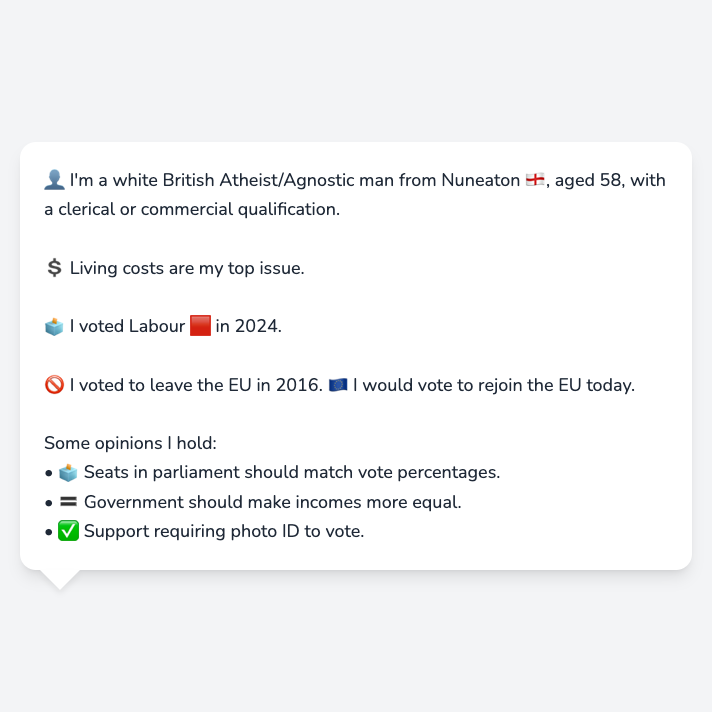 👤 I'm a white British Atheist/Agnostic man from Nuneaton 🏴󠁧󠁢󠁥󠁮󠁧󠁿, aged 58, with
a clerical or commercial qualification.
💲 Living costs are my top issue.
🗳️ I voted Labour 🟥 in 2024.
🚫 I voted to leave the EU in 2016. 🇪🇺 I would vote to rejoin the EU today.
Some opinions I hold:
• 🗳️ Seats in parliament should match vote percentages.
• 🟰 Government should make incomes more equal.
• ✅ Support requiring photo ID to vote.